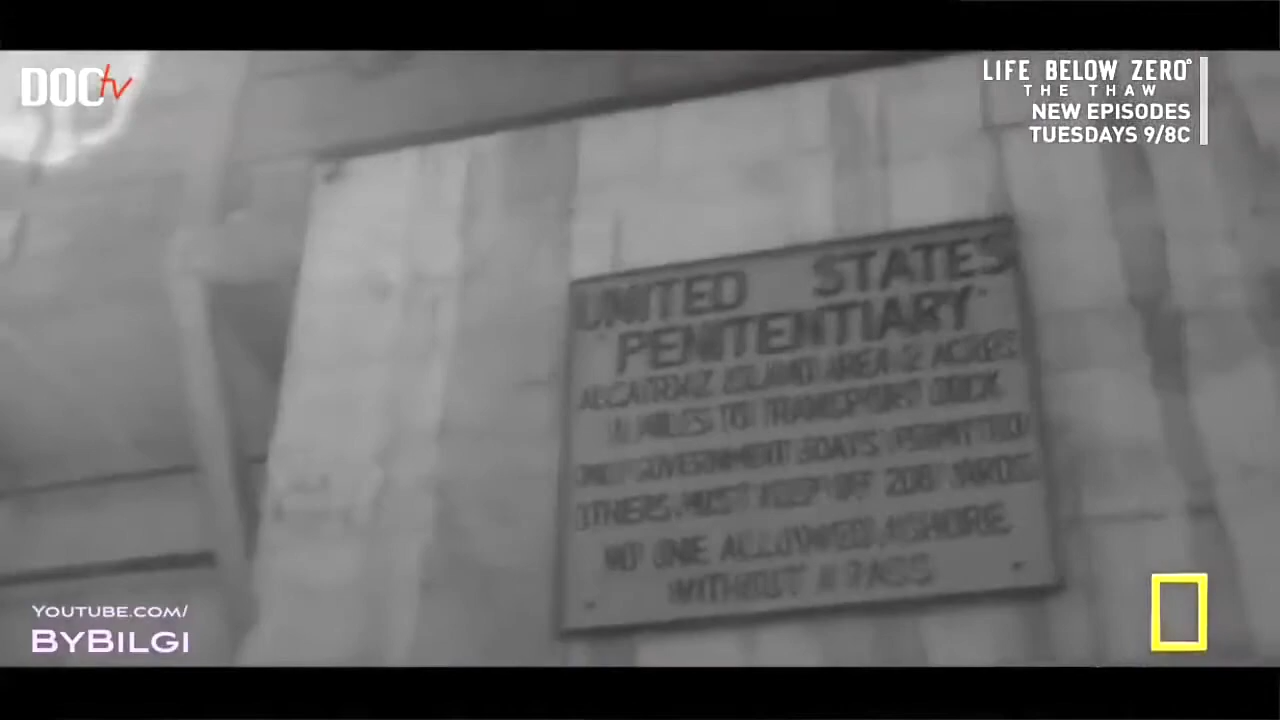 DOCtv
LIFE BELOW ZERO°
THE THAW
NEW EPISODES
TUESDAYS 9/8C
UNITED STATES
PENITENTIARY
ALCATRAZ ISLAND AREA 12 ACRES
1½ MILES TO TRANSPORT DOCK
ONLY GOVERNMENT BOATS PERMITTED
OTHERS MUST KEEP OFF 200 YARDS
NO ONE ALLOWED ASHORE
WITHOUT A PASS
YOUTUBE.COM/
BYBILGI